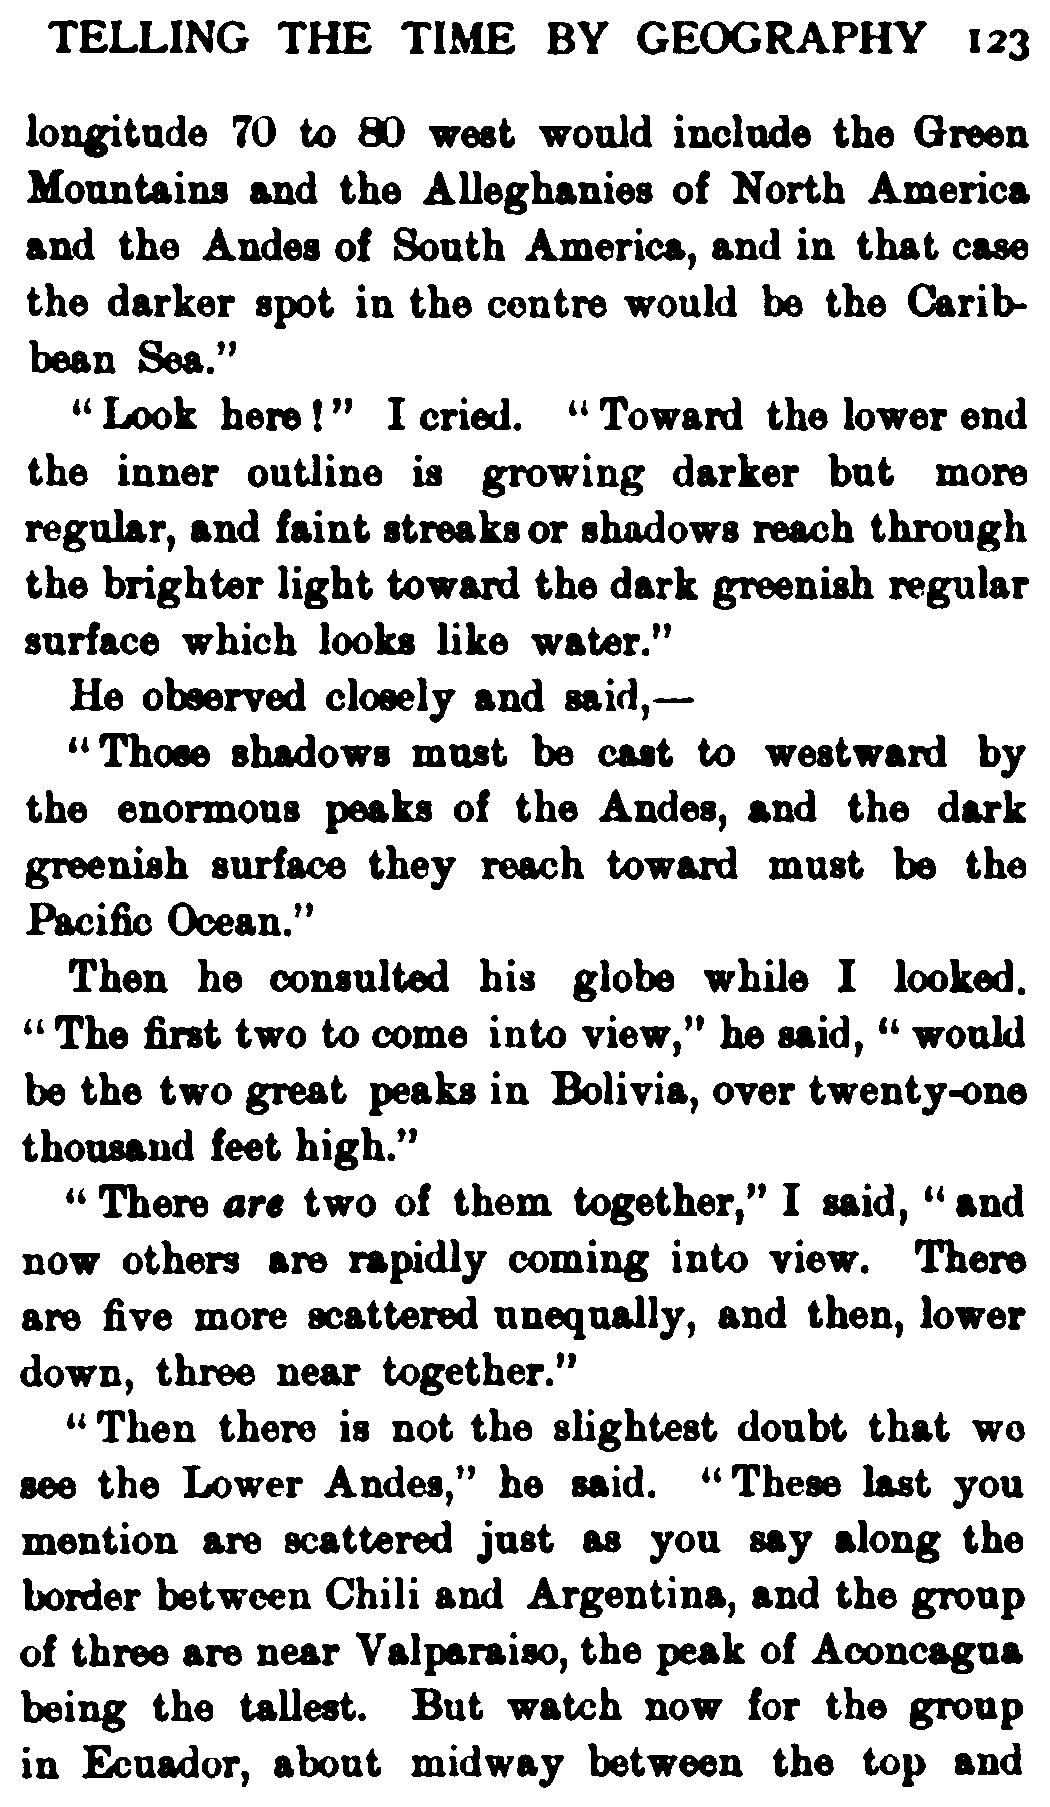 TELLING THE TIME BY GEOGRAPHY 123
longitude 70 to 80 west would include the Green
Mountains and the Alleghanies of North America
and the Andes of South America, and in that case
the darker spot in the centre would be the Carib-
bean Sea."
"Look here!" I cried. "Toward the lower end
the inner outline is growing darker but more
regular, and faint streaks or shadows reach through
the brighter light toward the dark greenish regular
surface which looks like water."
He observed closely and said,—
"Those shadows must be cast to westward by
the enormous peaks of the Andes, and the dark
greenish surface they reach toward must be the
Pacific Ocean."
Then he consulted his globe while I looked.
"The first two to come into view," he said, "would
be the two great peaks in Bolivia, over twenty-one
thousand feet high."
"There are two of them together," I said, "and
now others are rapidly coming into view. There
are five more scattered unequally, and then, lower
down, three near together."
"Then there is not the slightest doubt that we
see the Lower Andes," he said. "These last you
mention are scattered just as you say along the
border between Chili and Argentina, and the group
of three are near Valparaiso, the peak of Aconcagua
being the tallest. But watch now for the group
in Ecuador, about midway between the top and